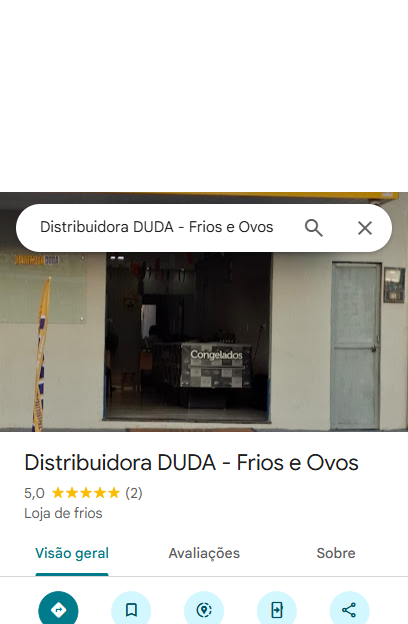 Distribuidora DUDA - Frios e Ovos
Congelados
Distribuidora DUDA - Frios e Ovos
5,0 ★★★★★ (2)
Loja de frios
Visão geral
Avaliações
Sobre